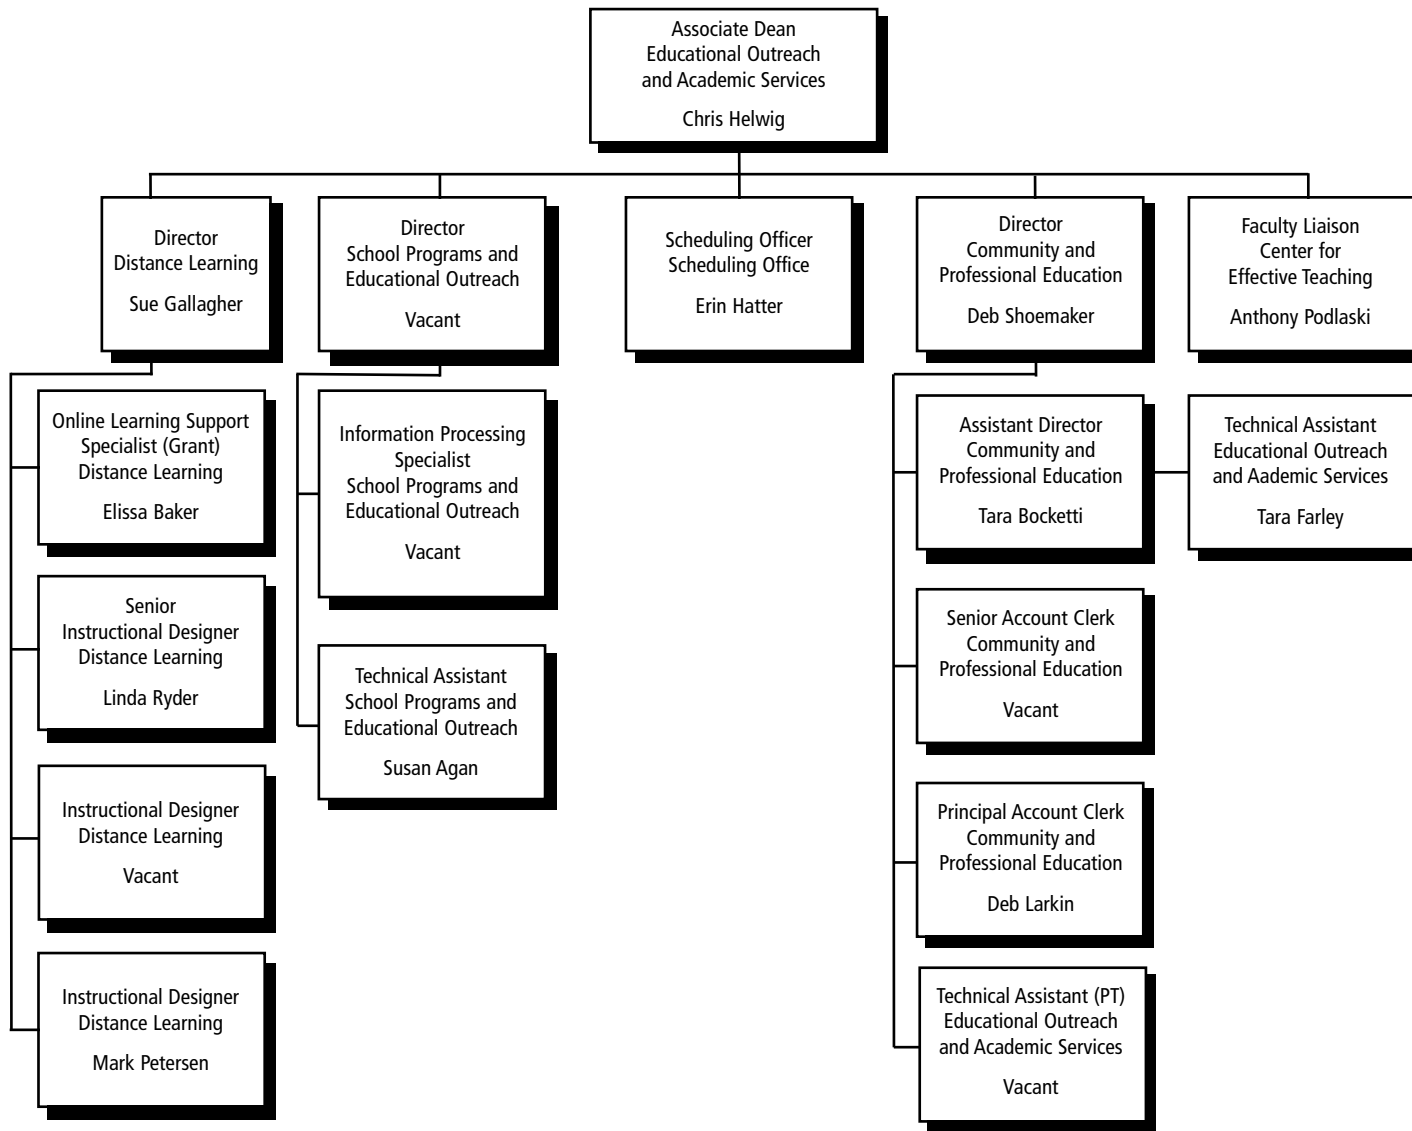 Associate Dean
Educational Outreach
and Academic Services
Chris Helwig
Director
Distance Learning
Sue Gallagher
Director
School Programs and
Educational Outreach
Vacant
Scheduling Officer
Scheduling Office
Erin Hatter
Director
Community and
Professional Education
Deb Shoemaker
Faculty Liaison
Center for
Effective Teaching
Anthony Podlaski
Online Learning Support
Specialist (Grant)
Distance Learning
Elissa Baker
Senior
Instructional Designer
Distance Learning
Linda Ryder
Instructional Designer
Distance Learning
Vacant
Instructional Designer
Distance Learning
Mark Petersen
Information Processing
Specialist
School Programs and
Educational Outreach
Vacant
Technical Assistant
School Programs and
Educational Outreach
Susan Agan
Assistant Director
Community and
Professional Education
Tara Bocketti
Technical Assistant
Educational Outreach
and Aademic Services
Tara Farley
Senior Account Clerk
Community and
Professional Education
Vacant
Principal Account Clerk
Community and
Professional Education
Deb Larkin
Technical Assistant (PT)
Educational Outreach
and Academic Services
Vacant